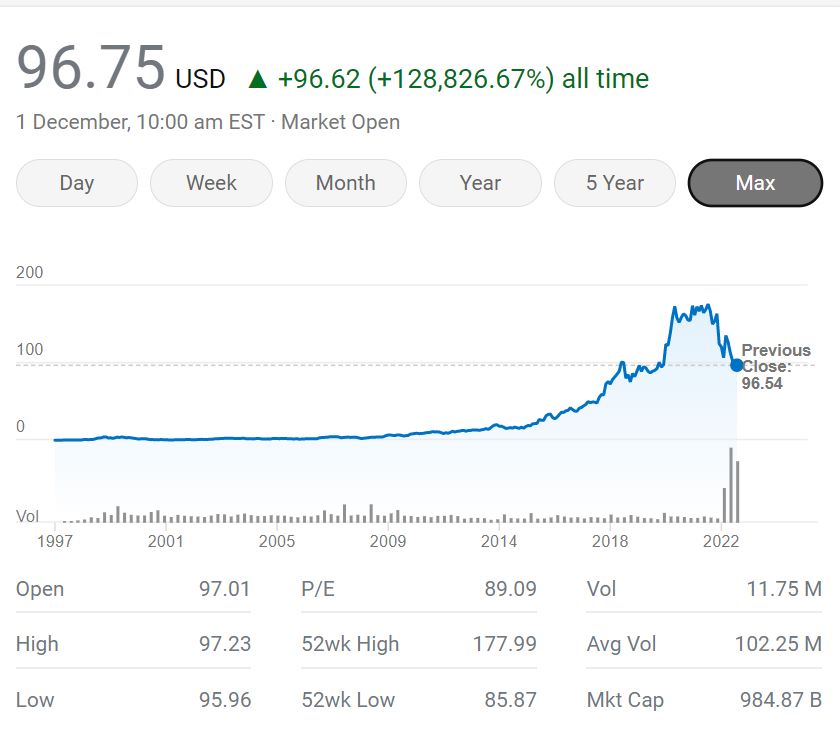 96.75 USD ▲ +96.62 (+128,826.67%) all time
1 December, 10:00 am EST · Market Open
Day Week Month Year 5 Year Max
200
100
0
Previous
Close:
96.54
Vol
1997 2001 2005 2009 2014 2018 2022
Open 97.01 P/E 89.09 Vol 11.75 M
High 97.23 52wk High 177.99 Avg Vol 102.25 M
Low 95.96 52wk Low 85.87 Mkt Cap 984.87 B